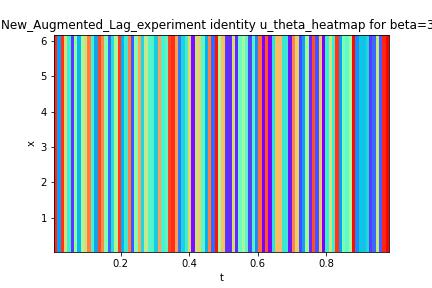 New_Augmented_Lag_experiment identity u_theta_heatmap for beta=3
6
5
4
3
2
1
x
0.2 0.4 0.6 0.8
t